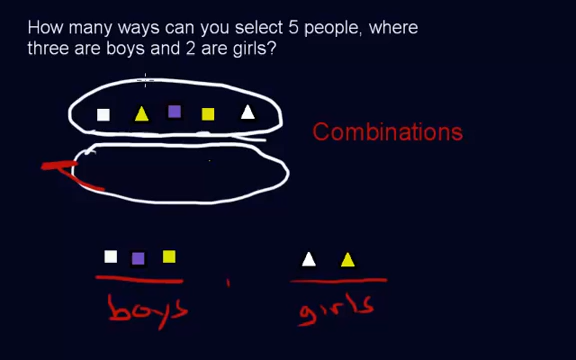 How many ways can you select 5 people, where
three are boys and 2 are girls?
Combinations
boys
girls